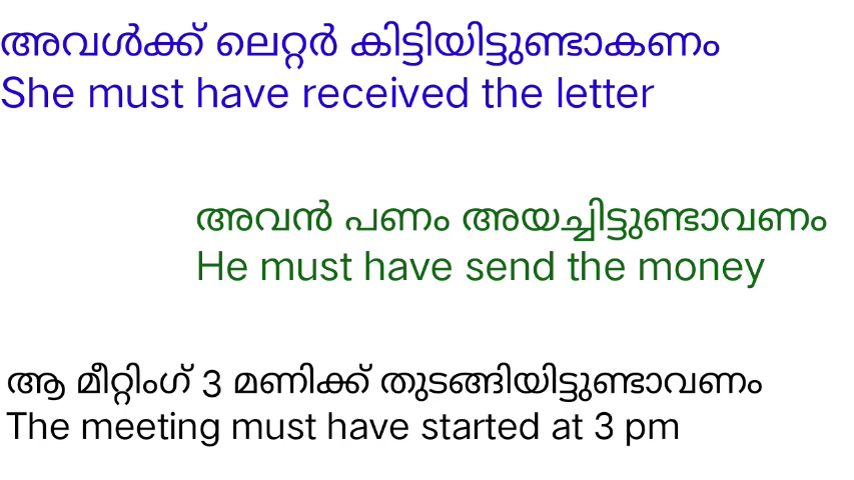 അവൾക്ക് ലെറ്റർ കിട്ടിയിട്ടുണ്ടാകണം
She must have received the letter
അവൻ പണം അയച്ചിട്ടുണ്ടാവണം
He must have send the money
ആ മീറ്റിംഗ് 3 മണിക്ക് തുടങ്ങിയിട്ടുണ്ടാവണം
The meeting must have started at 3 pm